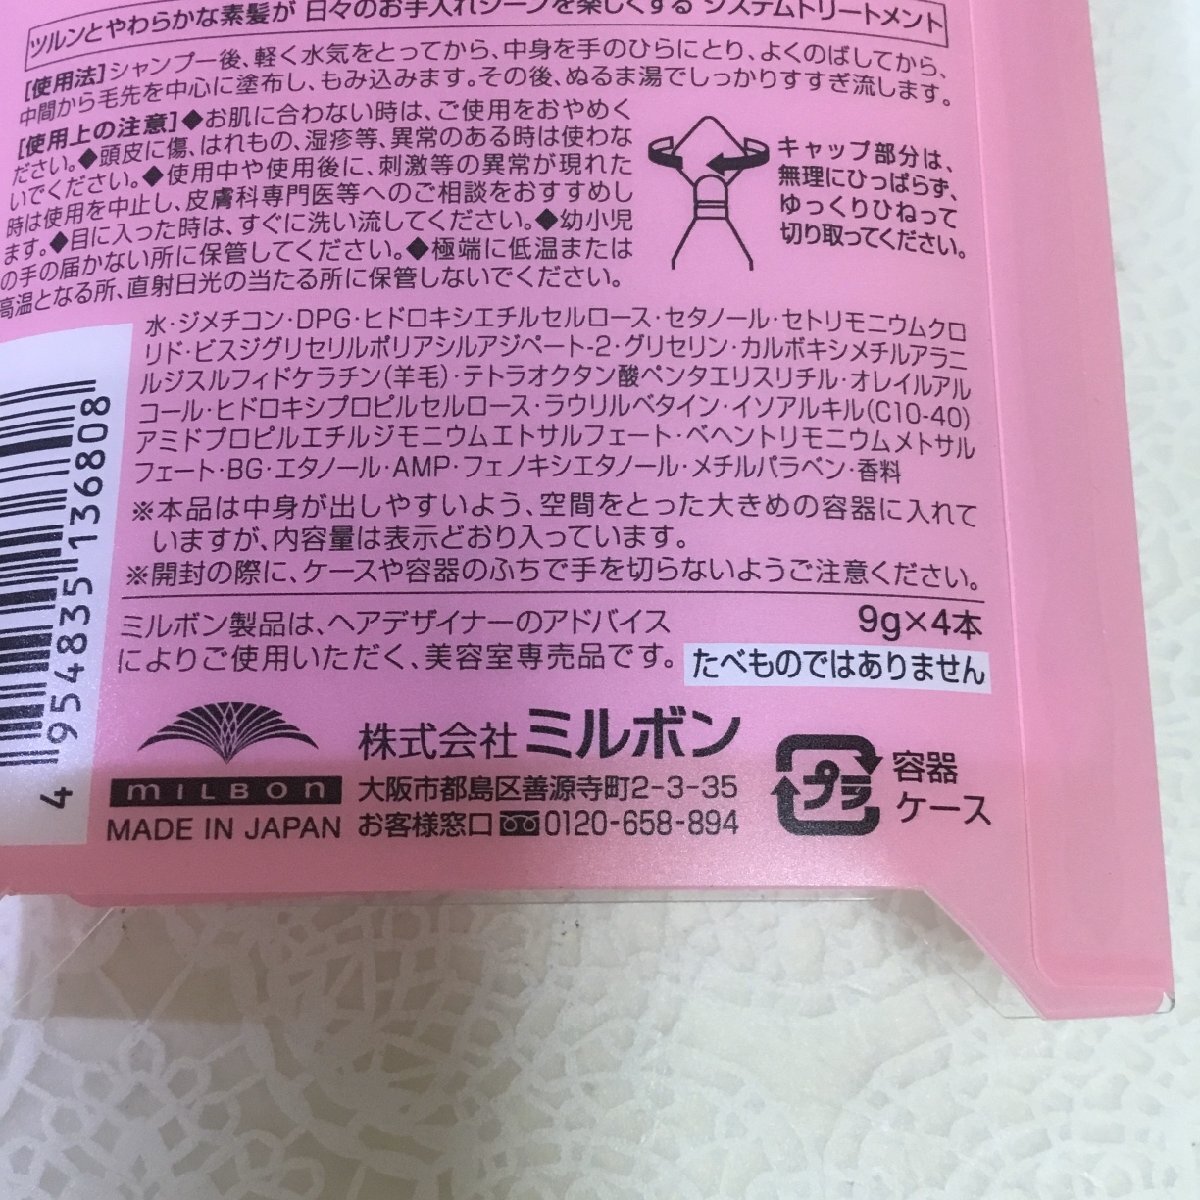 ツルンとやわらかな素髪が 日々のお手入れシーンを楽しくする システムトリートメント
[使用法]シャンプー後、軽く水気をとってから、中身を手のひらにとり、よくのばしてから、
中間から毛先を中心に塗布し、もみ込みます。その後、ぬるま湯でしっかりすすぎ流します。
[使用上の注意]◆お肌に合わない時は、ご使用をおやめく
ださい。◆頭皮に傷、はれもの、湿疹等、異常のある時は使わな
いでください。◆使用中や使用後に、刺激等の異常が現れた
時は使用を中止し、皮膚科専門医等へのご相談をおすすめし
ます。◆目に入った時は、すぐに洗い流してください。◆幼小児
の手の届かない所に保管してください。◆極端に低温または
高温となる所、直射日光の当たる所に保管しないでください。
キャップ部分は、
無理にひっぱらず、
ゆっくりひねって
切り取ってください。
水・ジメチコン・DPG・ヒドロキシエチルセルロース・セタノール・セトリモニウムクロ
リド・ビスジグリセリルポリアシルアジペート-2・グリセリン・カルボキシメチルアラニ
ルジスルフィドケラチン(羊毛)・テトラオクタン酸ペンタエリスリチル・オレイルアル
コール・ヒドロキシプロピルセルロース・ラウリルベタイン・イソアルキル(C10-40)
アミドプロピルエチルジモニウムエトサルフェート・ベヘントリモニウムメトサル
フェート・BG・エタノール・AMP・フェノキシエタノール・メチルパラベン・香料
※本品は中身が出しやすいよう、空間をとった大きめの容器に入れて
いますが、内容量は表示どおり入っています。
※開封の際に、ケースや容器のふちで手を切らないようご注意ください。
ミルボン製品は、ヘアデザイナーのアドバイス
によりご使用いただく、美容室専売品です。
9g×4本
たべものではありません
4 954835 136808
milbon
MADE IN JAPAN
株式会社ミルボン
大阪市都島区善源寺町2-3-35
お客様窓口 0120-658-894
プラ
容器
ケース